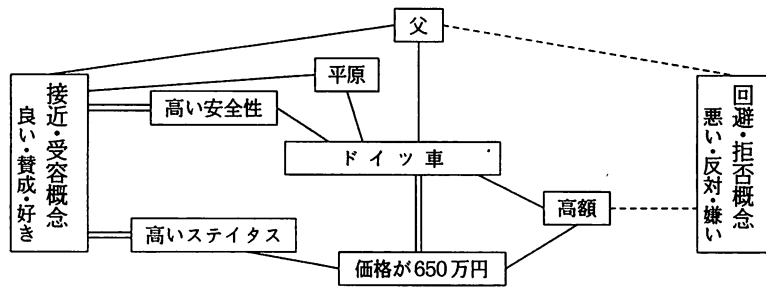 父
平原
高い安全性
ドイツ車
高額
高いステイタス
価格が650万円
接近・受容概念
良い・賛成・好き
回避・拒否概念
悪い・反対・嫌い